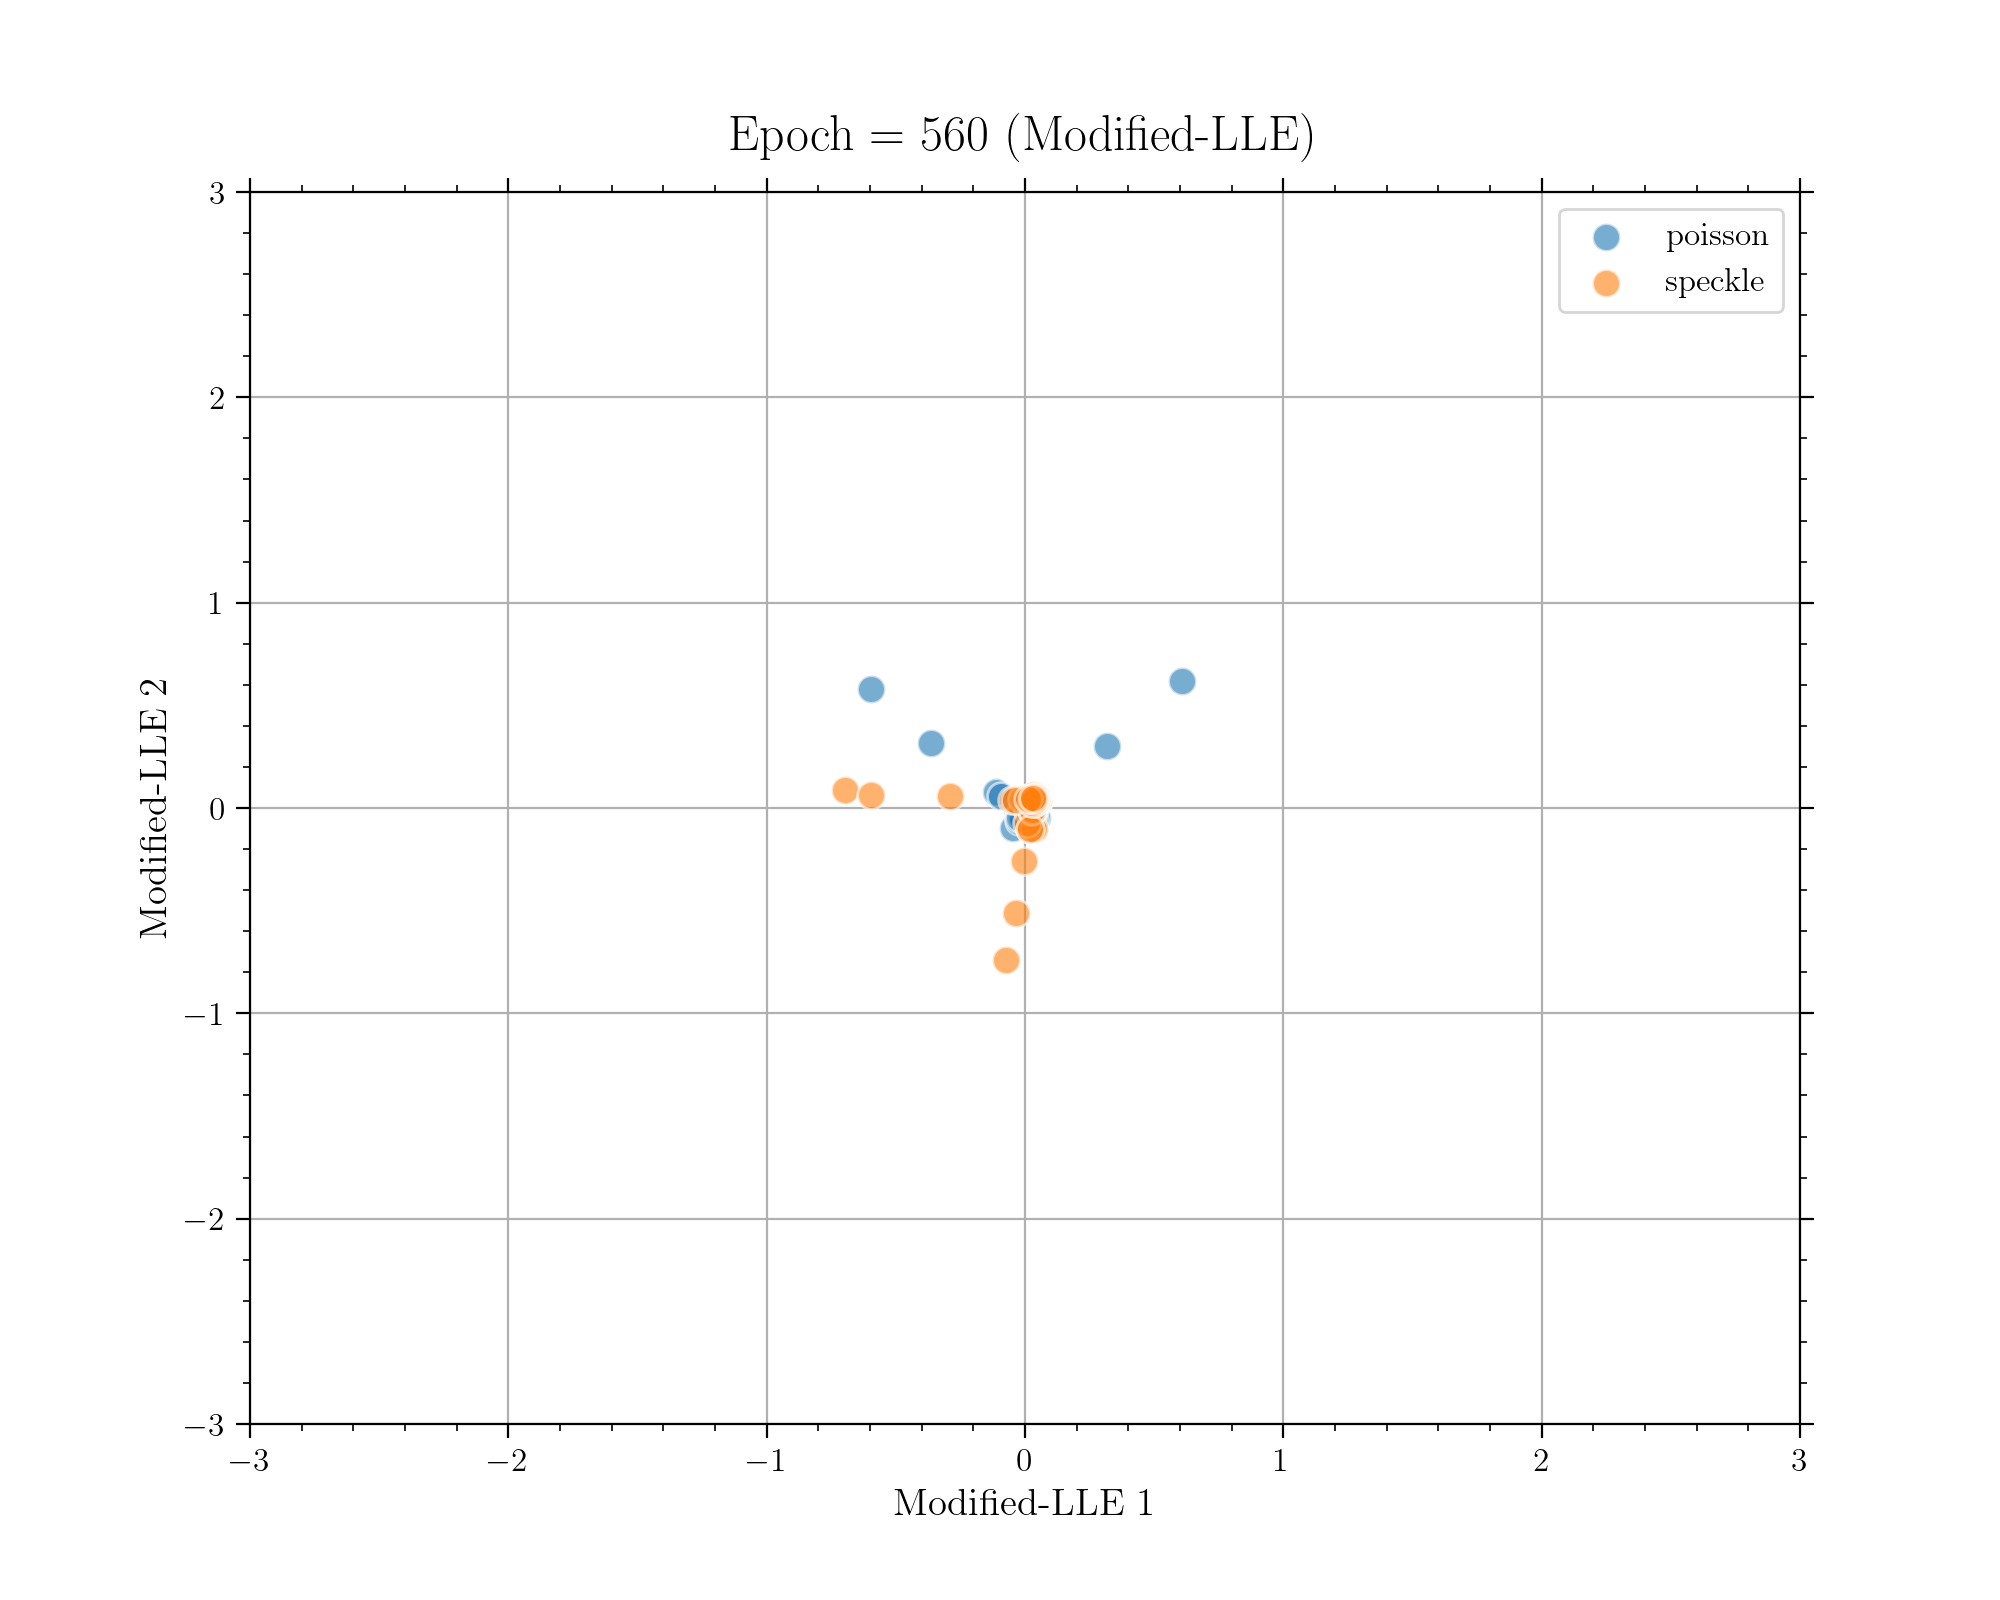 Epoch = 560 (Modified-LLE)
poisson
speckle
3
2
1
0
−1
−2
−3
Modified-LLE 2
−3 −2 −1 0 1 2 3
Modified-LLE 1